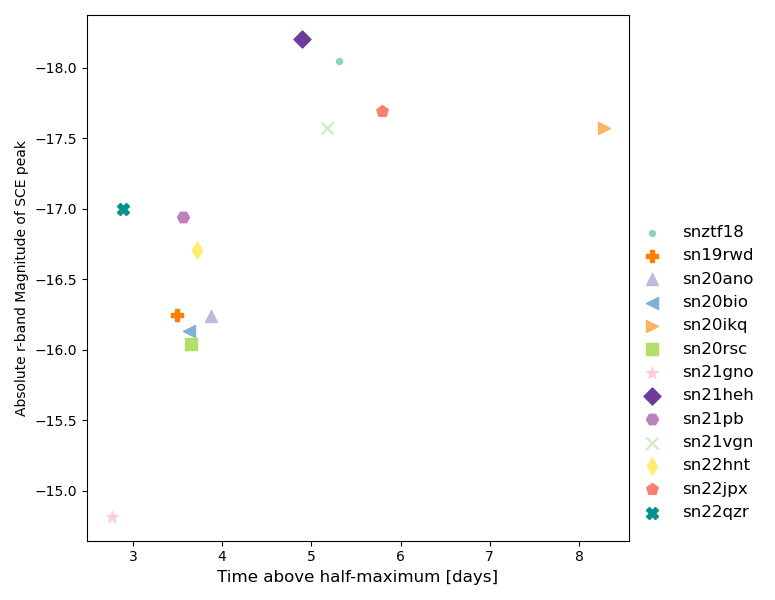 −18.0
−17.5
−17.0
−16.5
−16.0
−15.5
−15.0
Absolute r-band Magnitude of SCE peak
3 4 5 6 7 8
Time above half-maximum [days]
snztf18
sn19rwd
sn20ano
sn20bio
sn20ikq
sn20rsc
sn21gno
sn21heh
sn21pb
sn21vgn
sn22hnt
sn22jpx
sn22qzr